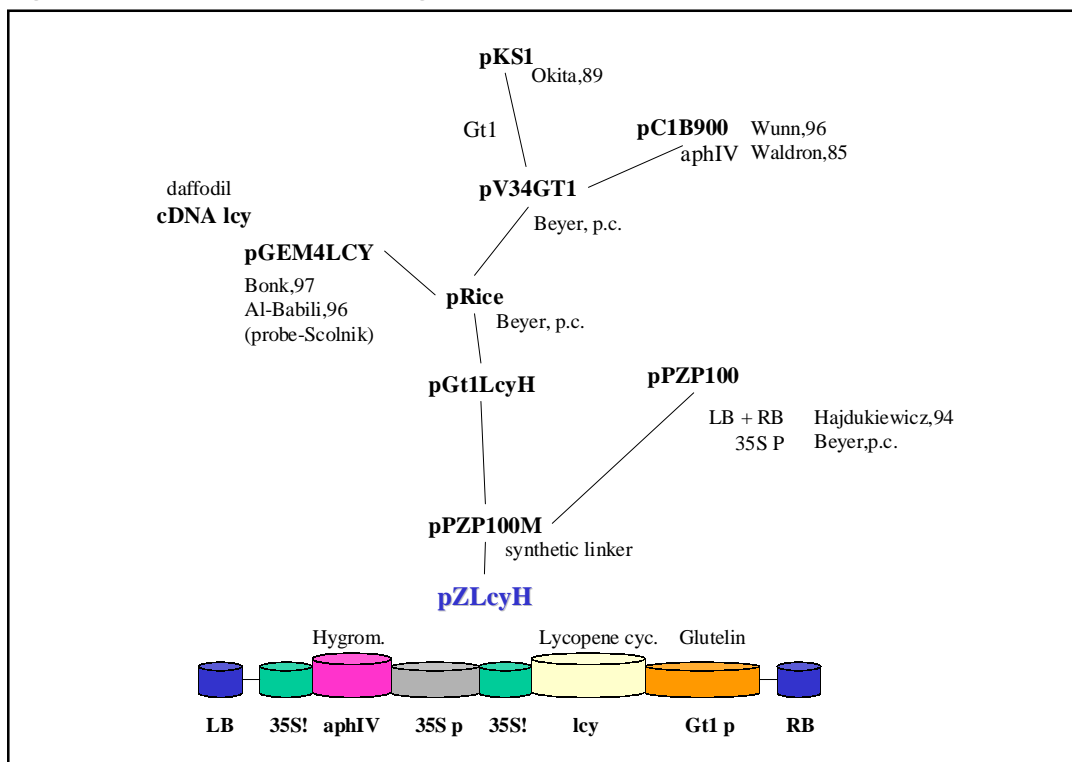 pKS1
Okita,89
Gt1
pC1B900 Wunn,96
aphIV Waldron,85
pV34GT1
daffodil
cDNA lcy
Beyer, p.c.
pGEM4LCY
Bonk,97
Al-Babili,96
(probe-Scolnik)
pRice
Beyer, p.c.
pGt1LcyH
pPZP100
LB + RB Hajdukiewicz,94
35S P Beyer,p.c.
pPZP100M
synthetic linker
pZLcyH
Hygrom. Lycopene cyc. Glutelin
LB 35S! aphIV 35S p 35S! lcy Gt1 p RB